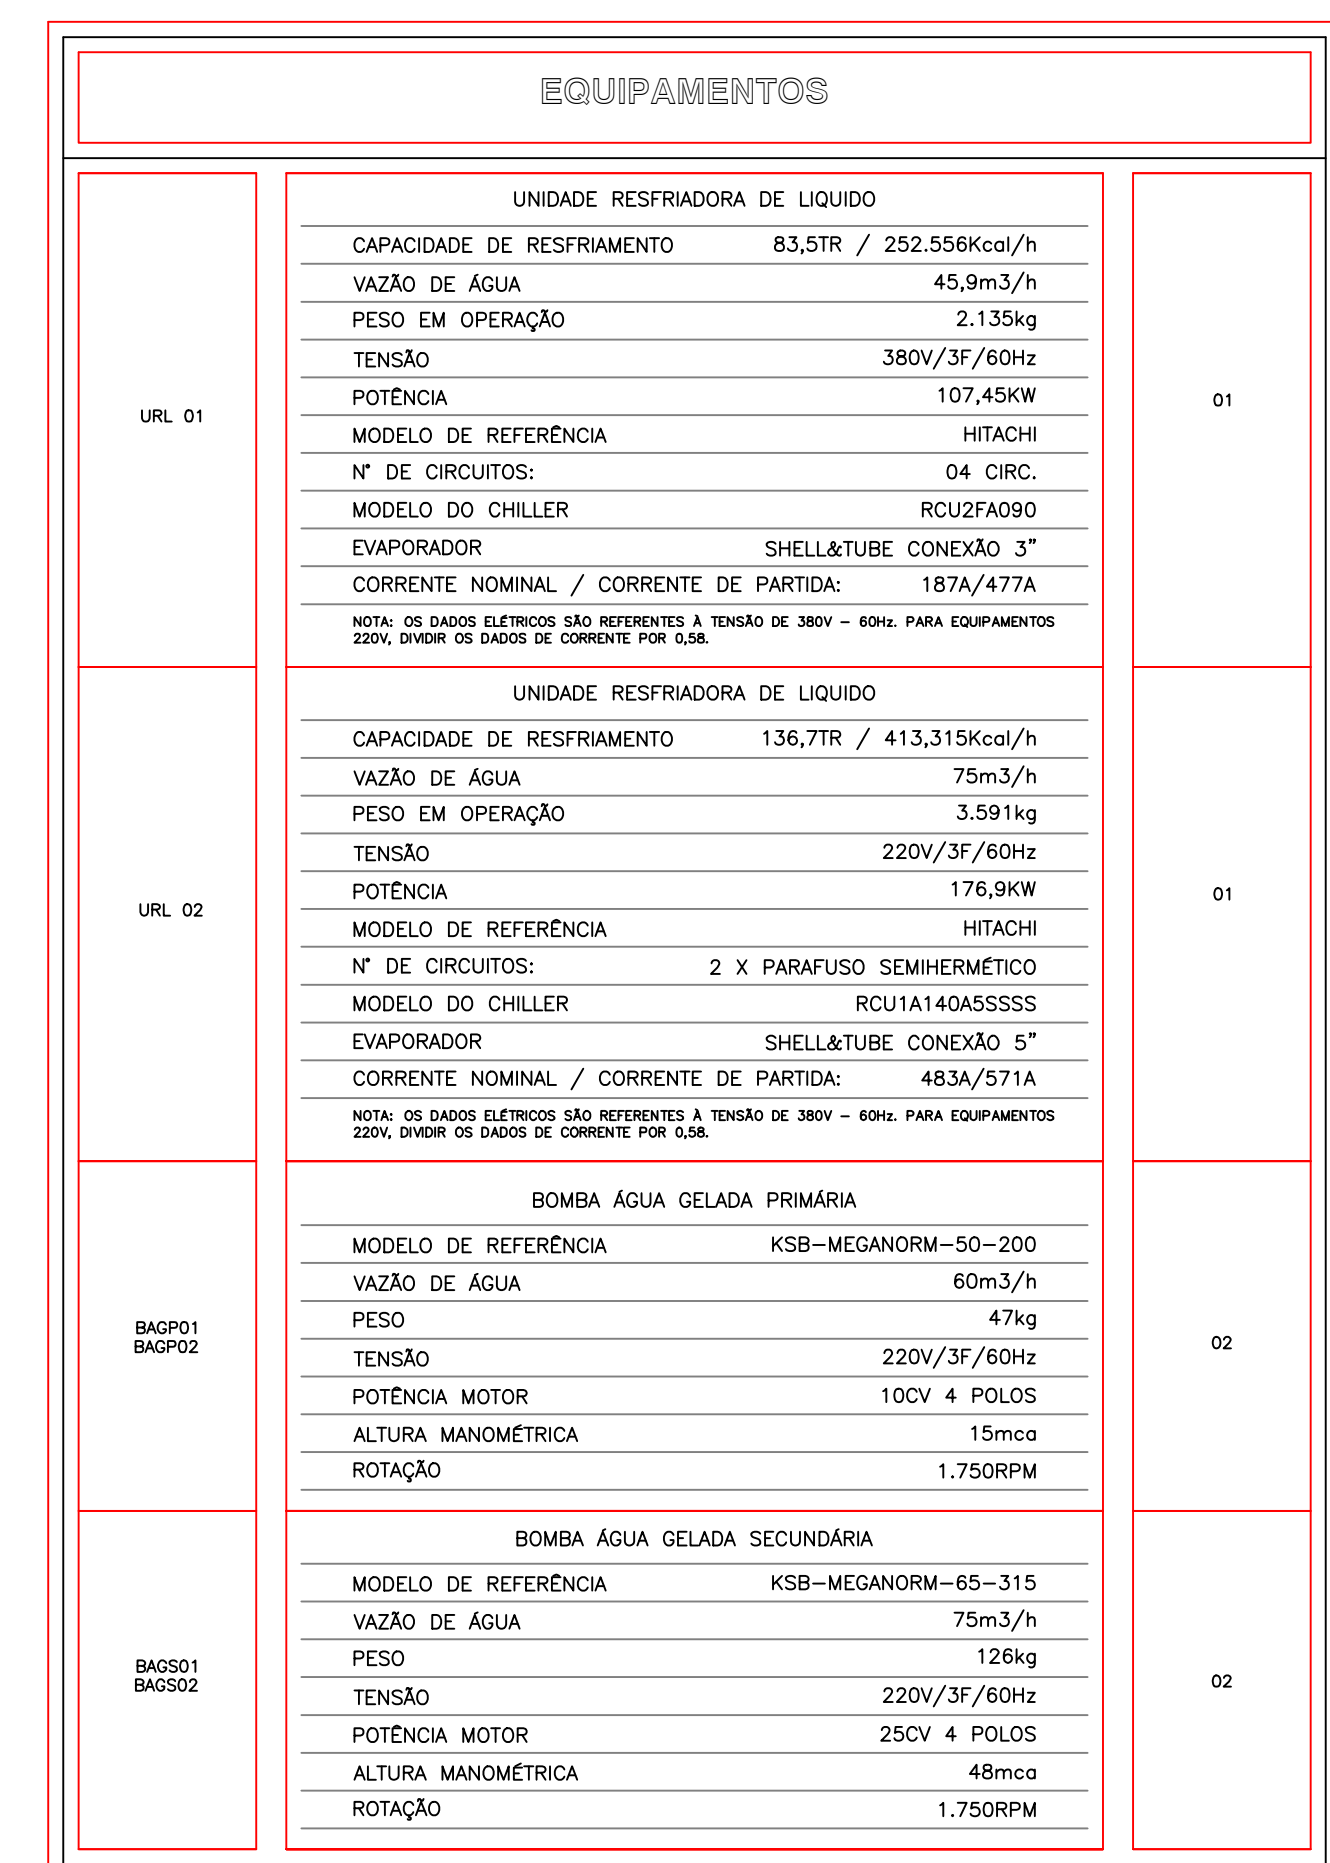 EQUIPAMENTOS
UNIDADE RESFRIADORA DE LIQUIDO
CAPACIDADE DE RESFRIAMENTO 83,5TR / 252.556Kcal/h
VAZÃO DE ÁGUA 45,9m3/h
PESO EM OPERAÇÃO 2.135kg
TENSÃO 380V/3F/60Hz
POTÊNCIA 107,45KW
URL 01
01
MODELO DE REFERÊNCIA HITACHI
N° DE CIRCUITOS: 04 CIRC.
MODELO DO CHILLER RCU2FA090
EVAPORADOR SHELL&TUBE CONEXÃO 3”
CORRENTE NOMINAL / CORRENTE DE PARTIDA: 187A/477A
NOTA: OS DADOS ELÉTRICOS SÃO REFERENTES À TENSÃO DE 380V – 60Hz. PARA EQUIPAMENTOS
220V, DIVIDIR OS DADOS DE CORRENTE POR 0,58.
UNIDADE RESFRIADORA DE LIQUIDO
CAPACIDADE DE RESFRIAMENTO 136,7TR / 413,315Kcal/h
VAZÃO DE ÁGUA 75m3/h
PESO EM OPERAÇÃO 3.591kg
TENSÃO 220V/3F/60Hz
POTÊNCIA 176,9KW
URL 02
01
MODELO DE REFERÊNCIA HITACHI
N° DE CIRCUITOS: 2 X PARAFUSO SEMIHERMÉTICO
MODELO DO CHILLER RCU1A140A5SSSS
EVAPORADOR SHELL&TUBE CONEXÃO 5”
CORRENTE NOMINAL / CORRENTE DE PARTIDA: 483A/571A
NOTA: OS DADOS ELÉTRICOS SÃO REFERENTES À TENSÃO DE 380V – 60Hz. PARA EQUIPAMENTOS
220V, DIVIDIR OS DADOS DE CORRENTE POR 0,58.
BOMBA ÁGUA GELADA PRIMÁRIA
MODELO DE REFERÊNCIA KSB–MEGANORM–50–200
VAZÃO DE ÁGUA 60m3/h
PESO 47kg
BAGP01
BAGP02
02
TENSÃO 220V/3F/60Hz
POTÊNCIA MOTOR 10CV 4 POLOS
ALTURA MANOMÉTRICA 15mca
ROTAÇÃO 1.750RPM
BOMBA ÁGUA GELADA SECUNDÁRIA
MODELO DE REFERÊNCIA KSB–MEGANORM–65–315
VAZÃO DE ÁGUA 75m3/h
PESO 126kg
BAGS01
BAGS02
02
TENSÃO 220V/3F/60Hz
POTÊNCIA MOTOR 25CV 4 POLOS
ALTURA MANOMÉTRICA 48mca
ROTAÇÃO 1.750RPM